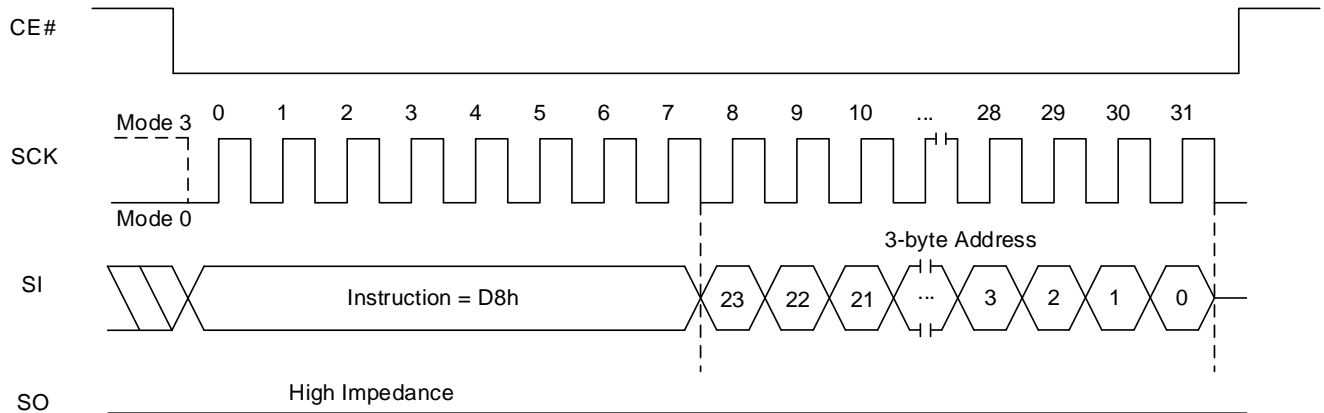 CE#
0 1 2 3 4 5 6 7 8 9 10 ... 28 29 30 31
Mode 3
SCK
Mode 0
3-byte Address
SI
Instruction = D8h 23 22 21 ... 3 2 1 0
High Impedance
SO